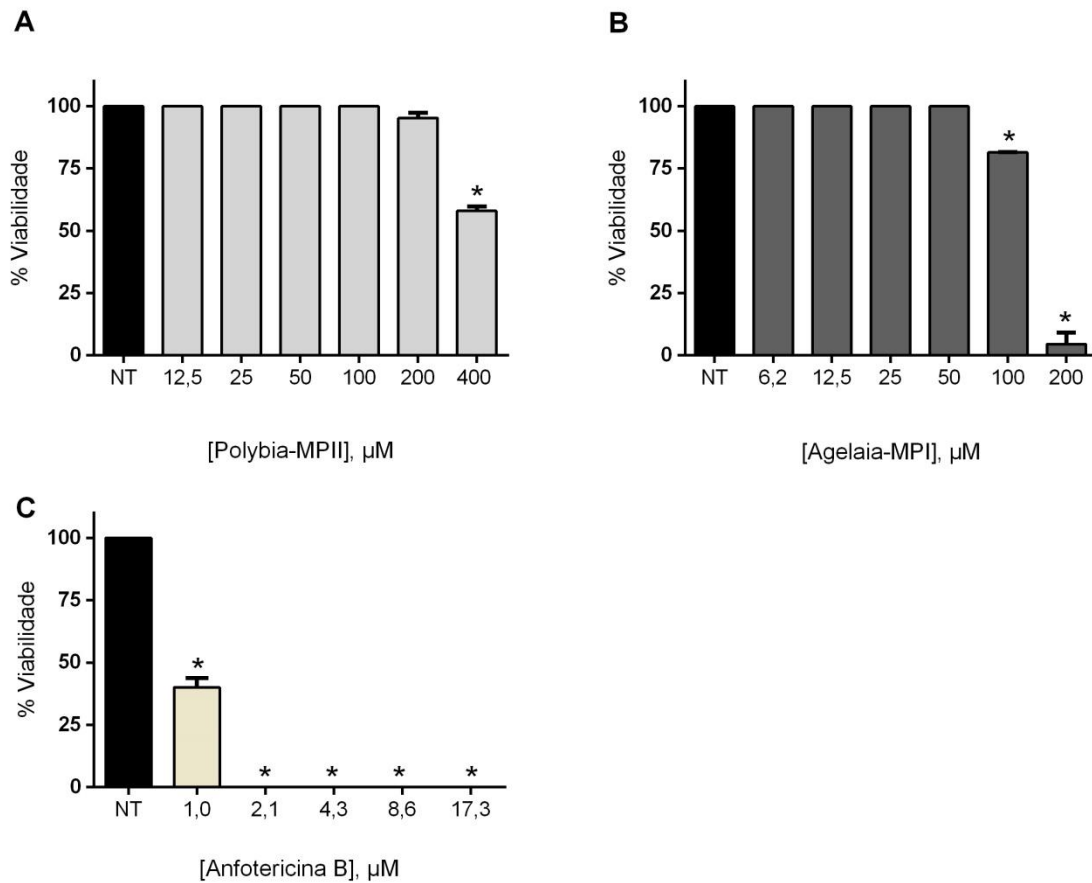 A
% Viabilidade
100
75
50
25
0
*
NT 12,5 25 50 100 200 400
[Polybia-MPII], µM
B
% Viabilidade
100
75
50
25
0
*
*
NT 6,2 12,5 25 50 100 200
[Agelaia-MPI], µM
C
% Viabilidade
100
75
50
25
0
*
* * * *
NT 1,0 2,1 4,3 8,6 17,3
[Anfotericina B], µM